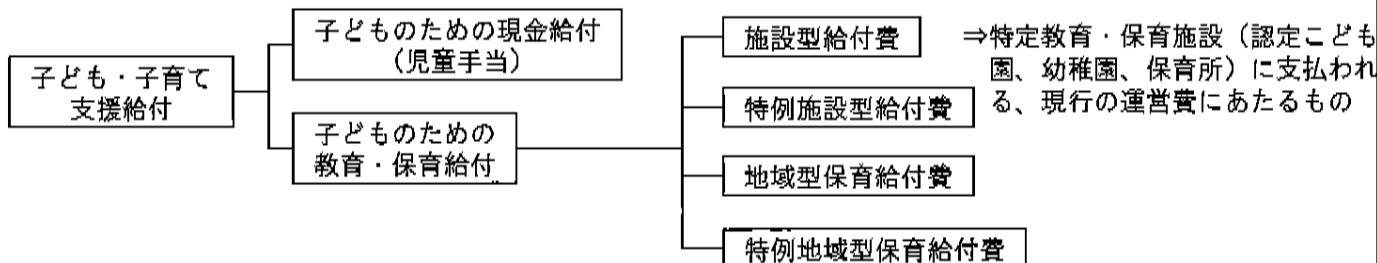 子ども・子育て
支援給付
子どものための現金給付
(児童手当)
子どものための
教育・保育給付
施設型給付費
特例施設型給付費
地域型保育給付費
特例地域型保育給付費
⇒特定教育・保育施設(認定こども
園、幼稚園、保育所)に支払われ
る、現行の運営費にあたるもの